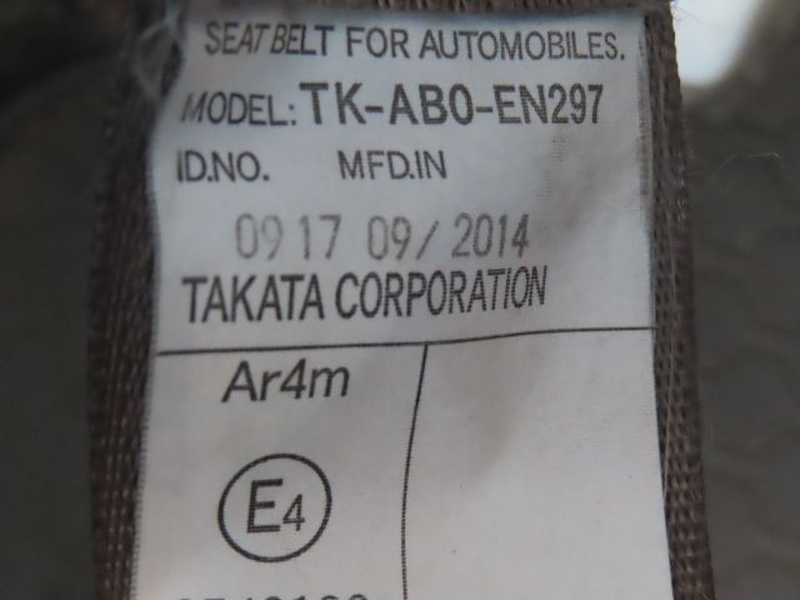 SEAT BELT FOR AUTOMOBILES.
MODEL: TK-AB0-EN297
ID.NO. MFD.IN
09 17 09/ 2014
TAKATA CORPORATION
Ar4m
E4